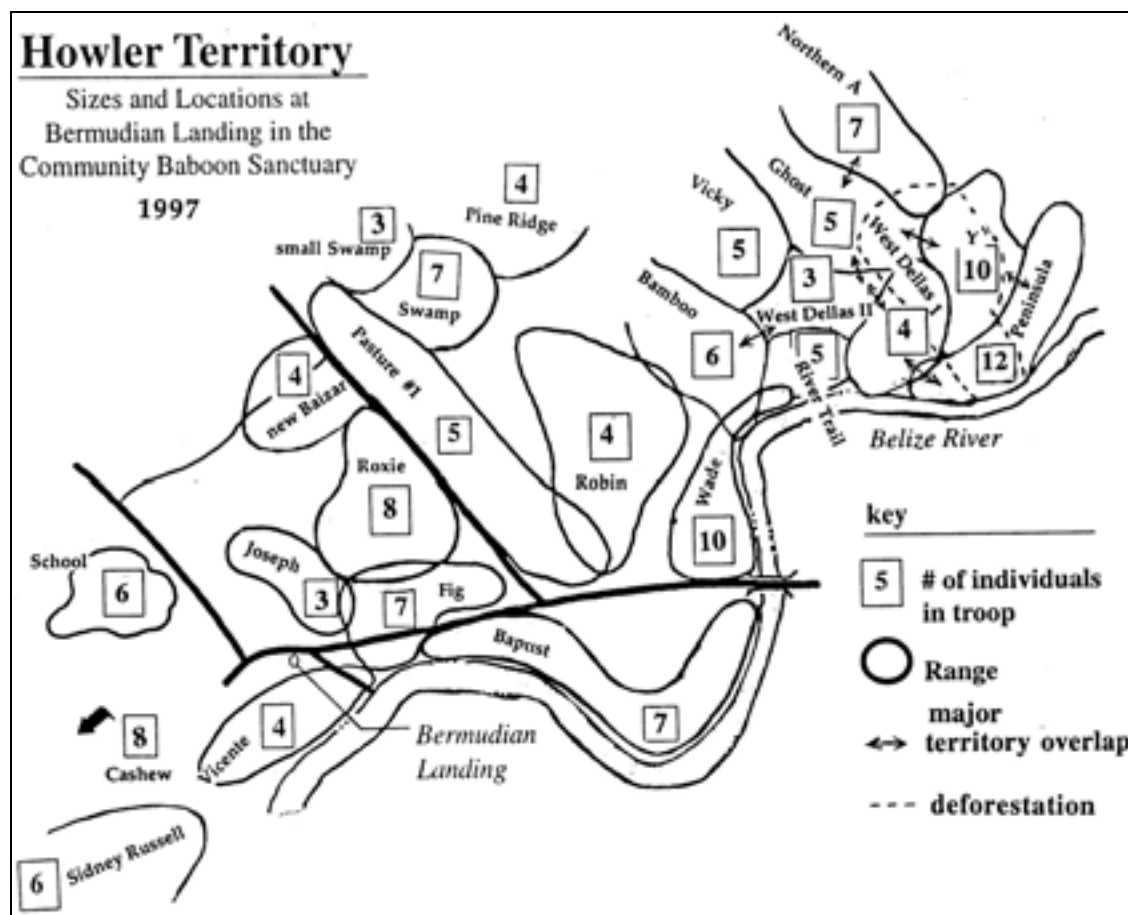 Howler Territory
Sizes and Locations at
Bermudian Landing in the
Community Baboon Sanctuary
1997
Northern A
7
Ghost
5
Vicky
5
4
Pine Ridge
3
small Swamp
7
Swamp
West Dellas I
4
Y
10
Peninsula
12
3
West Dellas II
Bamboo
6
5
River Trail
Belize River
Pasture #1
5
4
new Baizar
4
Robin
Roxie
8
Wade
10
School
6
Joseph
3
Fig
7
Bapust
7
4
Vicente
Bermudian
Landing
8
Cashew
6
Sidney Russell
key
5
# of individuals
in troop
Range
major
territory overlap
deforestation